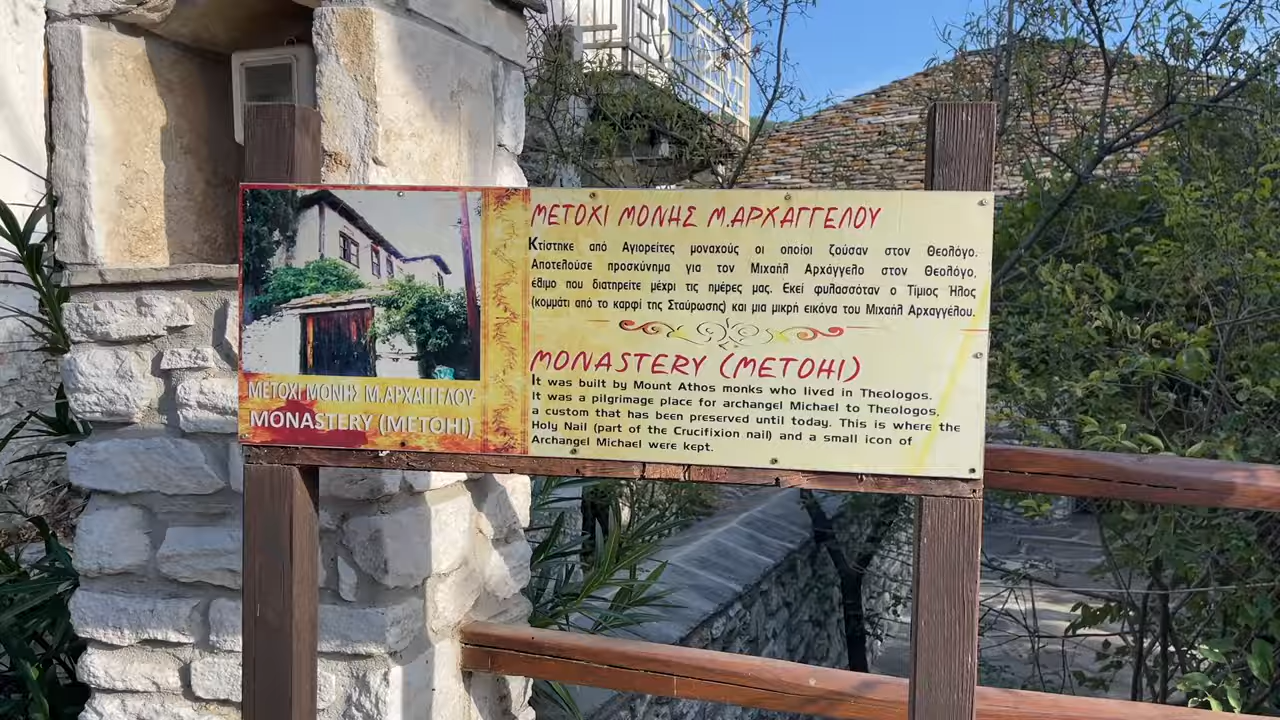 ΜΕΤΟΧΙ ΜΟΝΗΣ Μ.ΑΡΧΑΓΓΕΛΟΥ
MONASTERY (METOHI)
ΜΕΤΟΧΙ ΜΟΝΗΣ Μ.ΑΡΧΑΓΓΕΛΟΥ
Κτίστηκε από Αγιορείτες μοναχούς οι οποίοι ζούσαν στον Θεολόγο.
Αποτελούσε προσκύνημα για τον Μιχαήλ Αρχάγγελο στον Θεολόγο,
έθιμο που διατηρείτε μέχρι τις ημέρες μας. Εκεί φυλασσόταν ο Τίμιος Ήλος
(κομμάτι από το καρφί της Σταύρωσης) και μια μικρή εικόνα του Μιχαήλ Αρχαγγέλου.
MONASTERY (METOHI)
It was built by Mount Athos monks who lived in Theologos.
It was a pilgrimage place for archangel Michael to Theologos,
a custom that has been preserved until today. This is where the
Holy Nail (part of the Crucifixion nail) and a small icon of
Archangel Michael were kept.